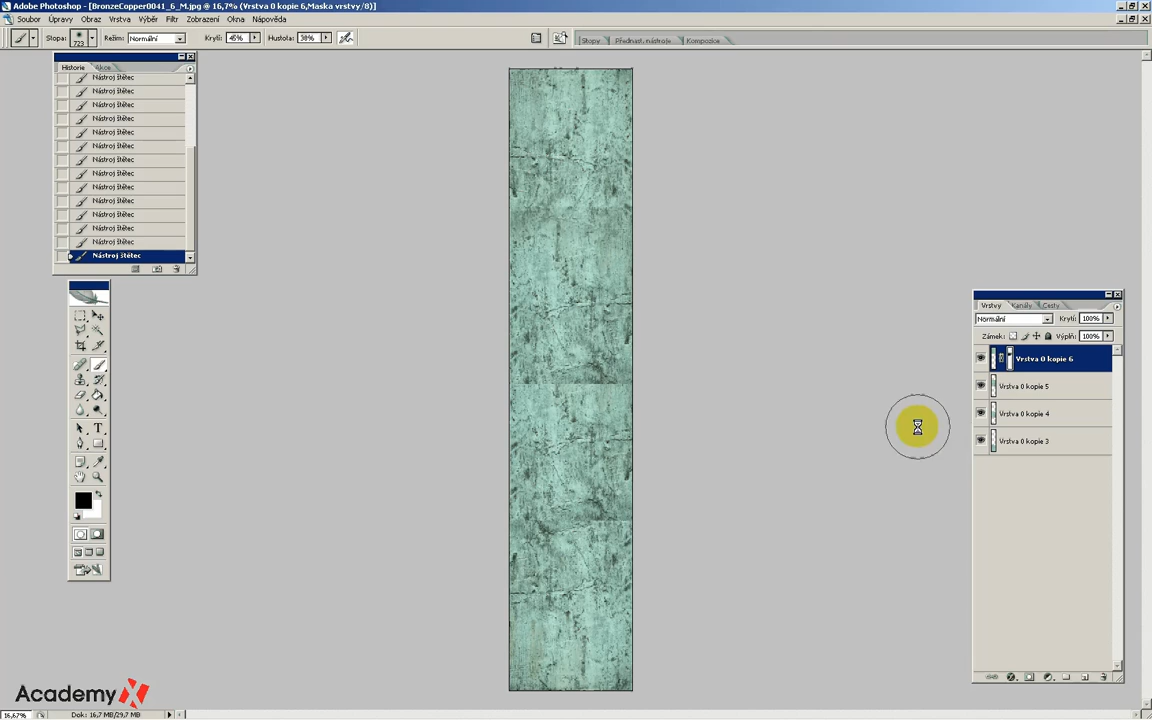 Adobe Photoshop - [BronzeCopper0041_6_M.jpg @ 16,7% (Vrstva 0 kopie 6,Maska vrstvy/8)]
Soubor Úpravy Obraz Vrstva Výběr Filtr Zobrazení Okna Nápověda
Stopa: 723 Režim: Normální Krytí: 45% Hustota: 38% Stopy Přednast. nástroje Kompozice
Historie Akce
Nástroj štětec
Nástroj štětec
Nástroj štětec
Nástroj štětec
Nástroj štětec
Nástroj štětec
Nástroj štětec
Nástroj štětec
Nástroj štětec
Nástroj štětec
Nástroj štětec
Nástroj štětec
Nástroj štětec
Nástroj štětec
Vrstvy Kanály Cesty
Normální Krytí: 100%
Zámek: Výplň: 100%
Vrstva 0 kopie 6
Vrstva 0 kopie 5
Vrstva 0 kopie 4
Vrstva 0 kopie 3
T
Academy X
16,67% Dok: 16,7 MB/29,7 MB